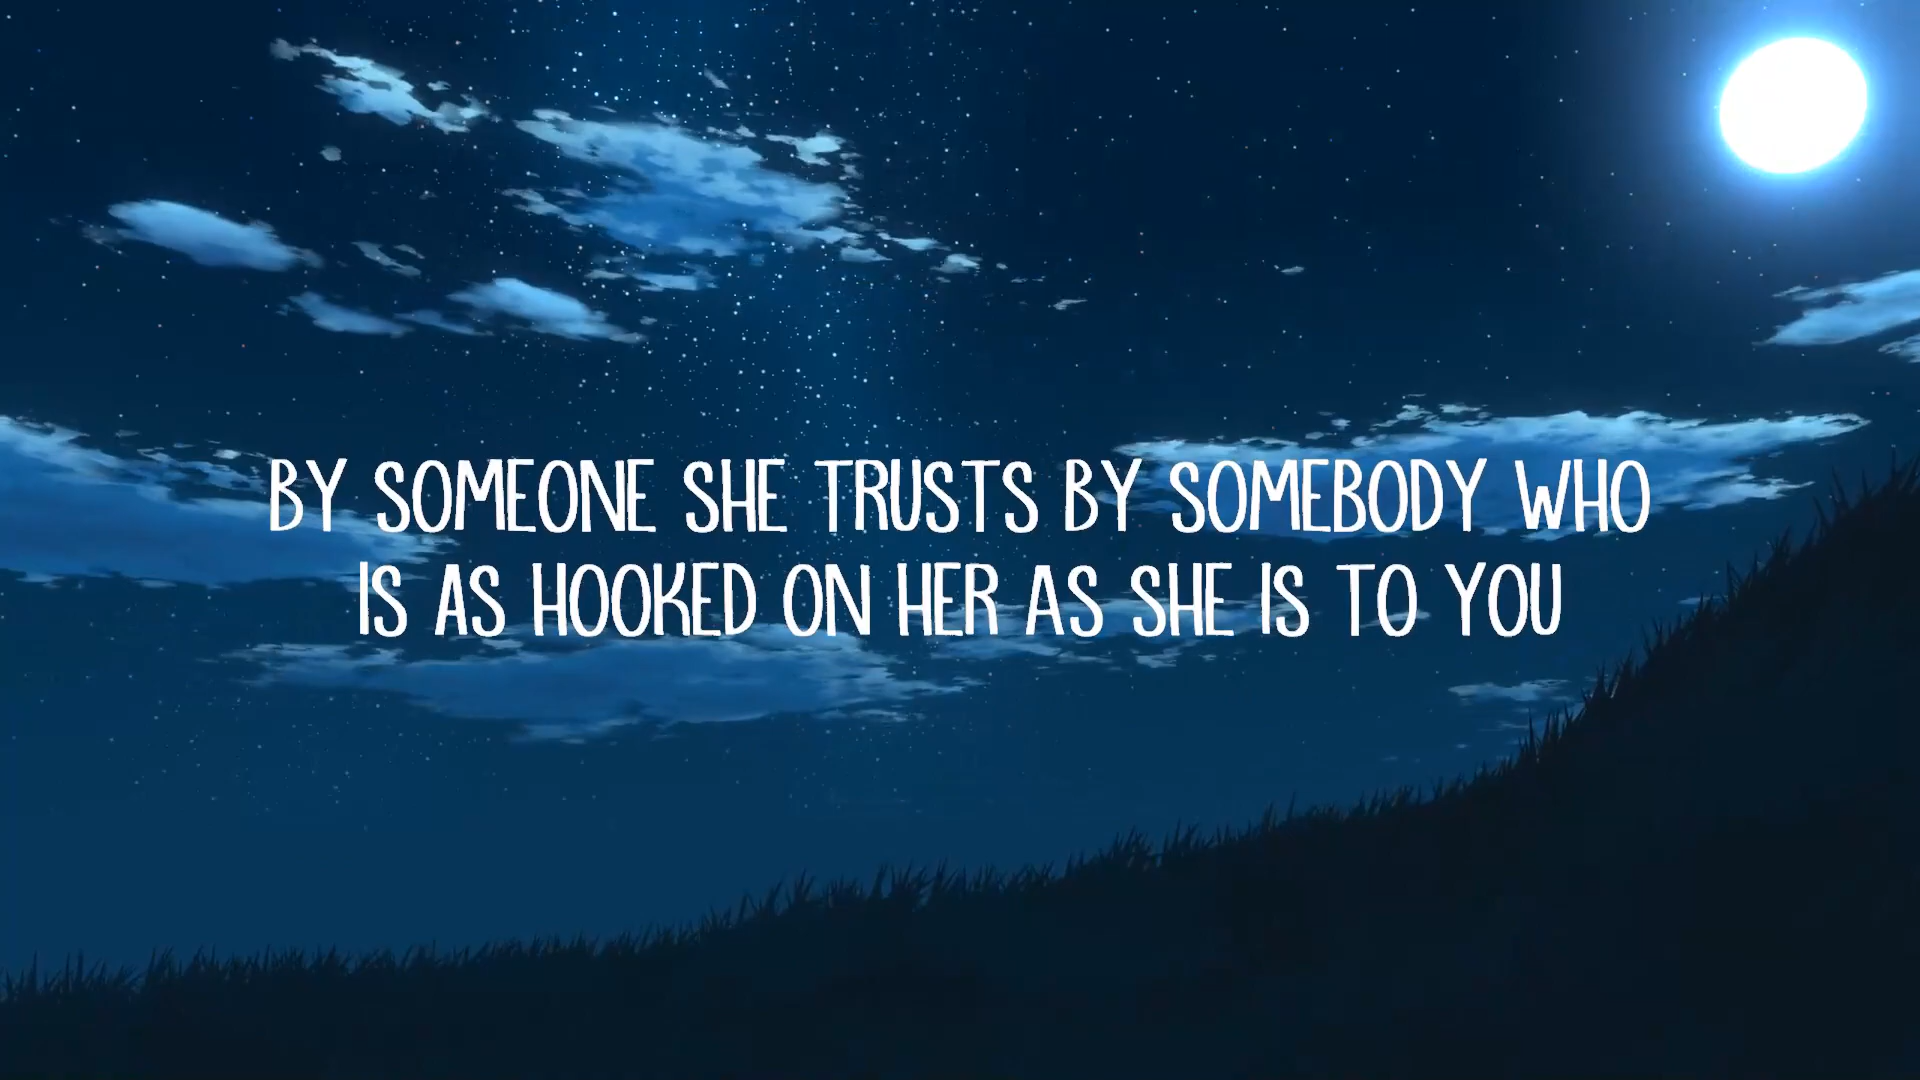 BY SOMEONE SHE TRUSTS BY SOMEBODY WHO
IS AS HOOKED ON HER AS SHE IS TO YOU